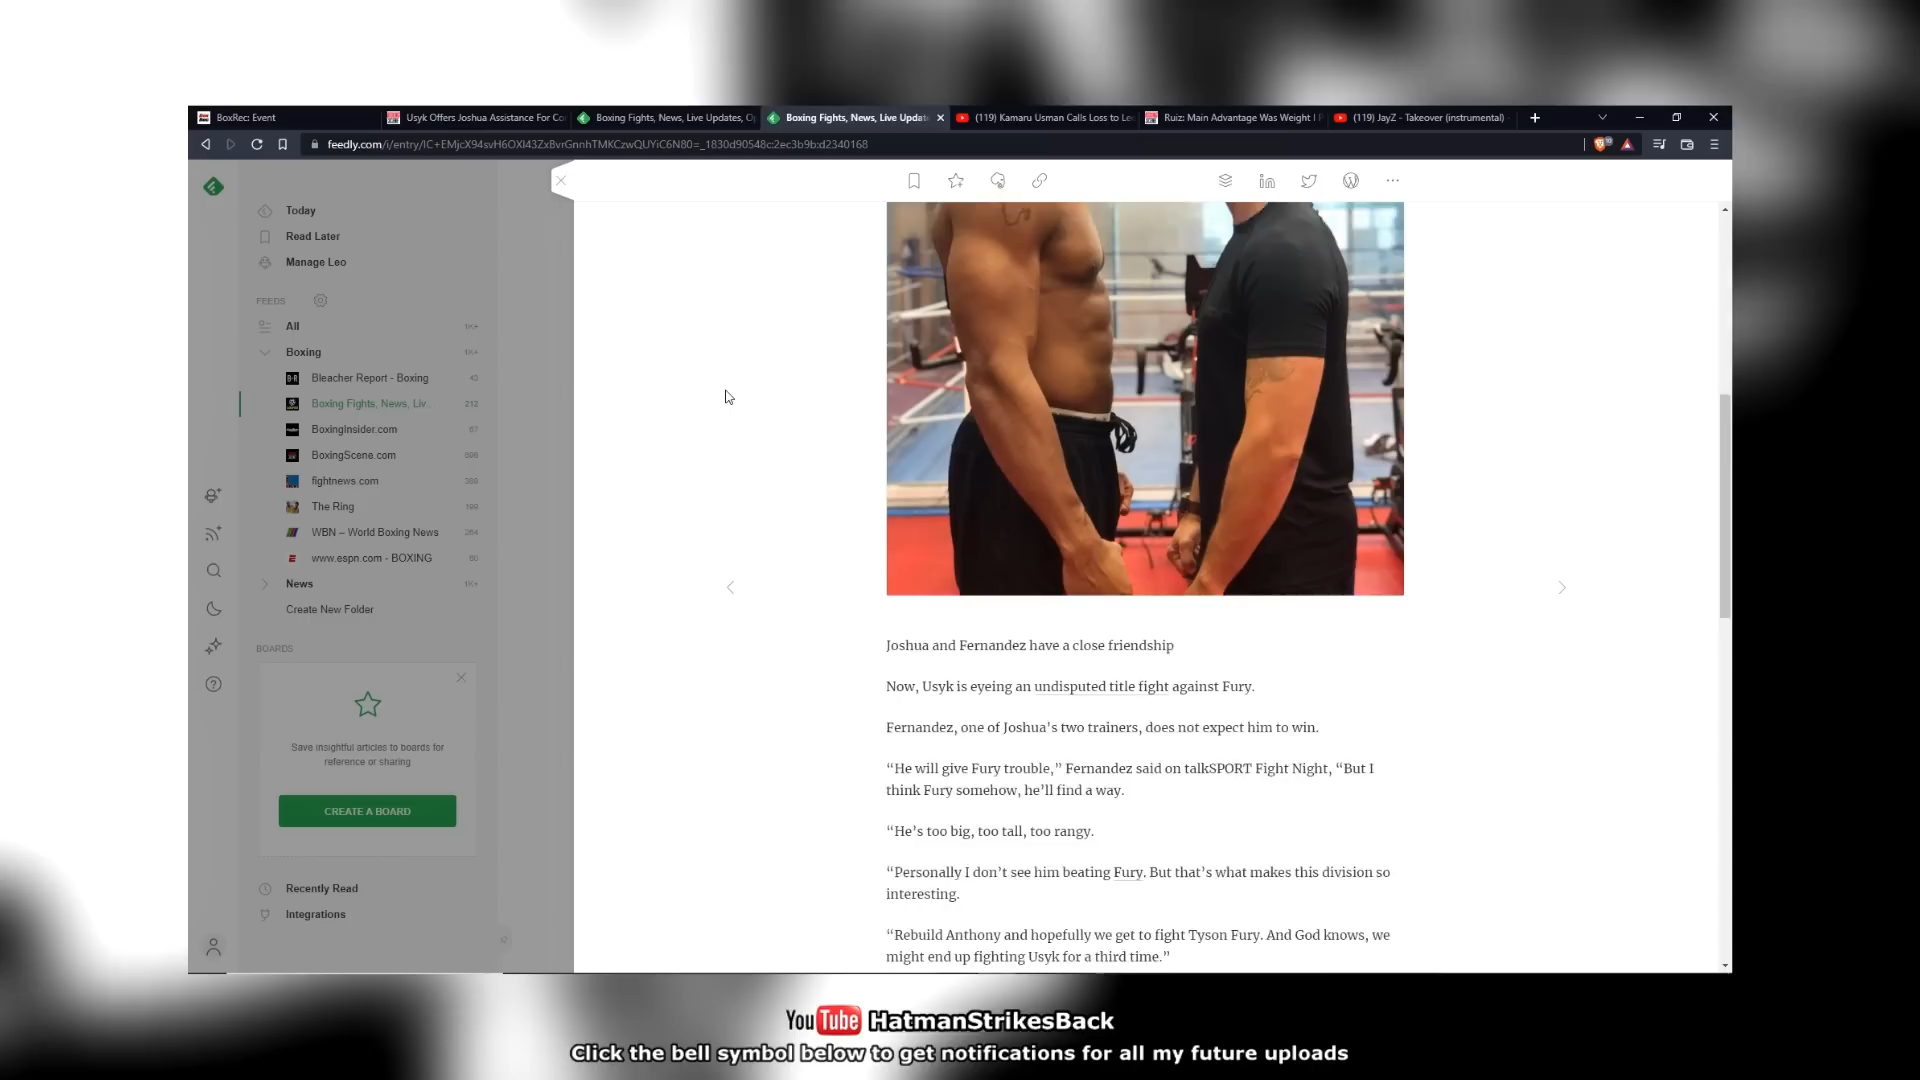 BoxRec: Event
Usyk Offers Joshua Assistance For Co
Boxing Fights, News, Live Updates, O
Boxing Fights, News, Live Updat
(119) Kamaru Usman Calls Loss to Le
Ruiz: Main Advantage Was Weight I
(119) JayZ - Takeover (instrumental)
Today
Read Later
Manage Leo
FEEDS
All 1K+
Boxing 1K+
Bleacher Report - Boxing 43
Boxing Fights, News, Liv... 212
BoxingInsider.com 67
BoxingScene.com 696
fightnews.com
The Ring
WBN – World Boxing News 264
www.espn.com - BOXING 60
News 1K+
Create New Folder
BOARDS
Save insightful articles to boards for
reference or sharing
CREATE A BOARD
Recently Read
Integrations
Joshua and Fernandez have a close friendship
Now, Usyk is eyeing an undisputed title fight against Fury.
Fernandez, one of Joshua’s two trainers, does not expect him to win.
“He will give Fury trouble,” Fernandez said on talkSPORT Fight Night, “But I
think Fury somehow, he’ll find a way.
“He’s too big, too tall, too rangy.
“Personally I don’t see him beating Fury. But that’s what makes this division so
interesting.
“Rebuild Anthony and hopefully we get to fight Tyson Fury. And God knows, we
might end up fighting Usyk for a third time.”
YouTube HatmanStrikesBack
Click the bell symbol below to get notifications for all my future uploads